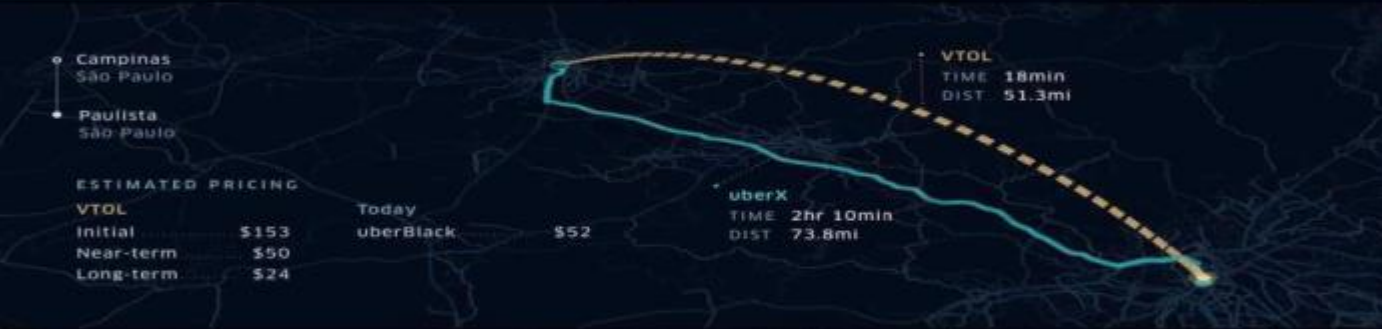 Campinas
São Paulo
Paulista
São Paulo
ESTIMATED PRICING
VTOL
Initial $153
Near-term $50
Long-term $24
Today
uberBlack $52
uberX
TIME 2hr 10min
DIST 73.8mi
VTOL
TIME 18min
DIST 51.3mi